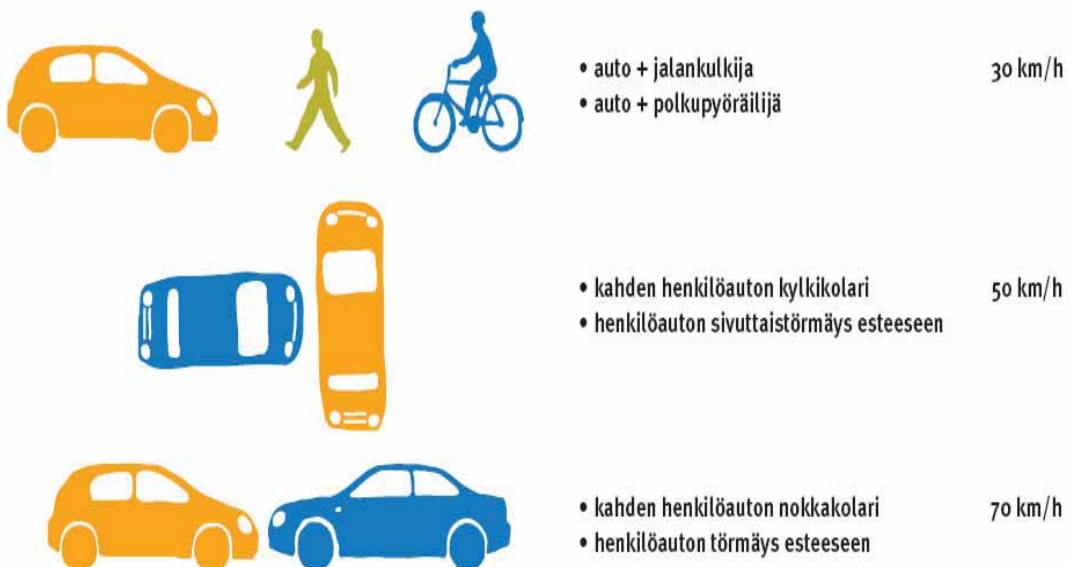 • auto + jalankulkija 30 km/h
• auto + polkupyöräilijä
• kahden henkilöauton kylkikolari 50 km/h
• henkilöauton sivuttaistörmäys esteeseen
• kahden henkilöauton nokkakolari 70 km/h
• henkilöauton törmäys esteeseen